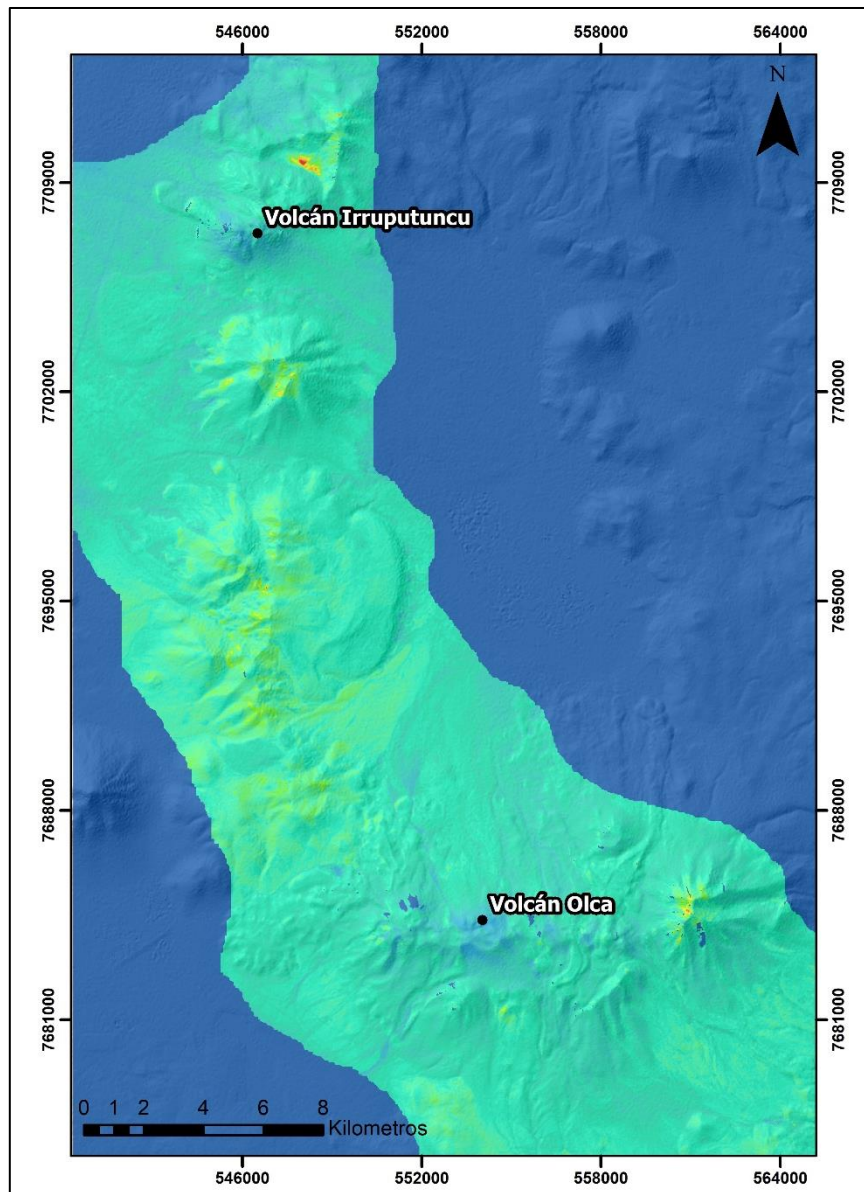 546000 552000 558000 564000
N
7709000 7709000
Volcán Irruputuncu
7702000 7702000
7695000 7695000
7688000 7688000
Volcán Olca
7681000 7681000
0 1 2 4 6 8
Kilometros
546000 552000 558000 564000